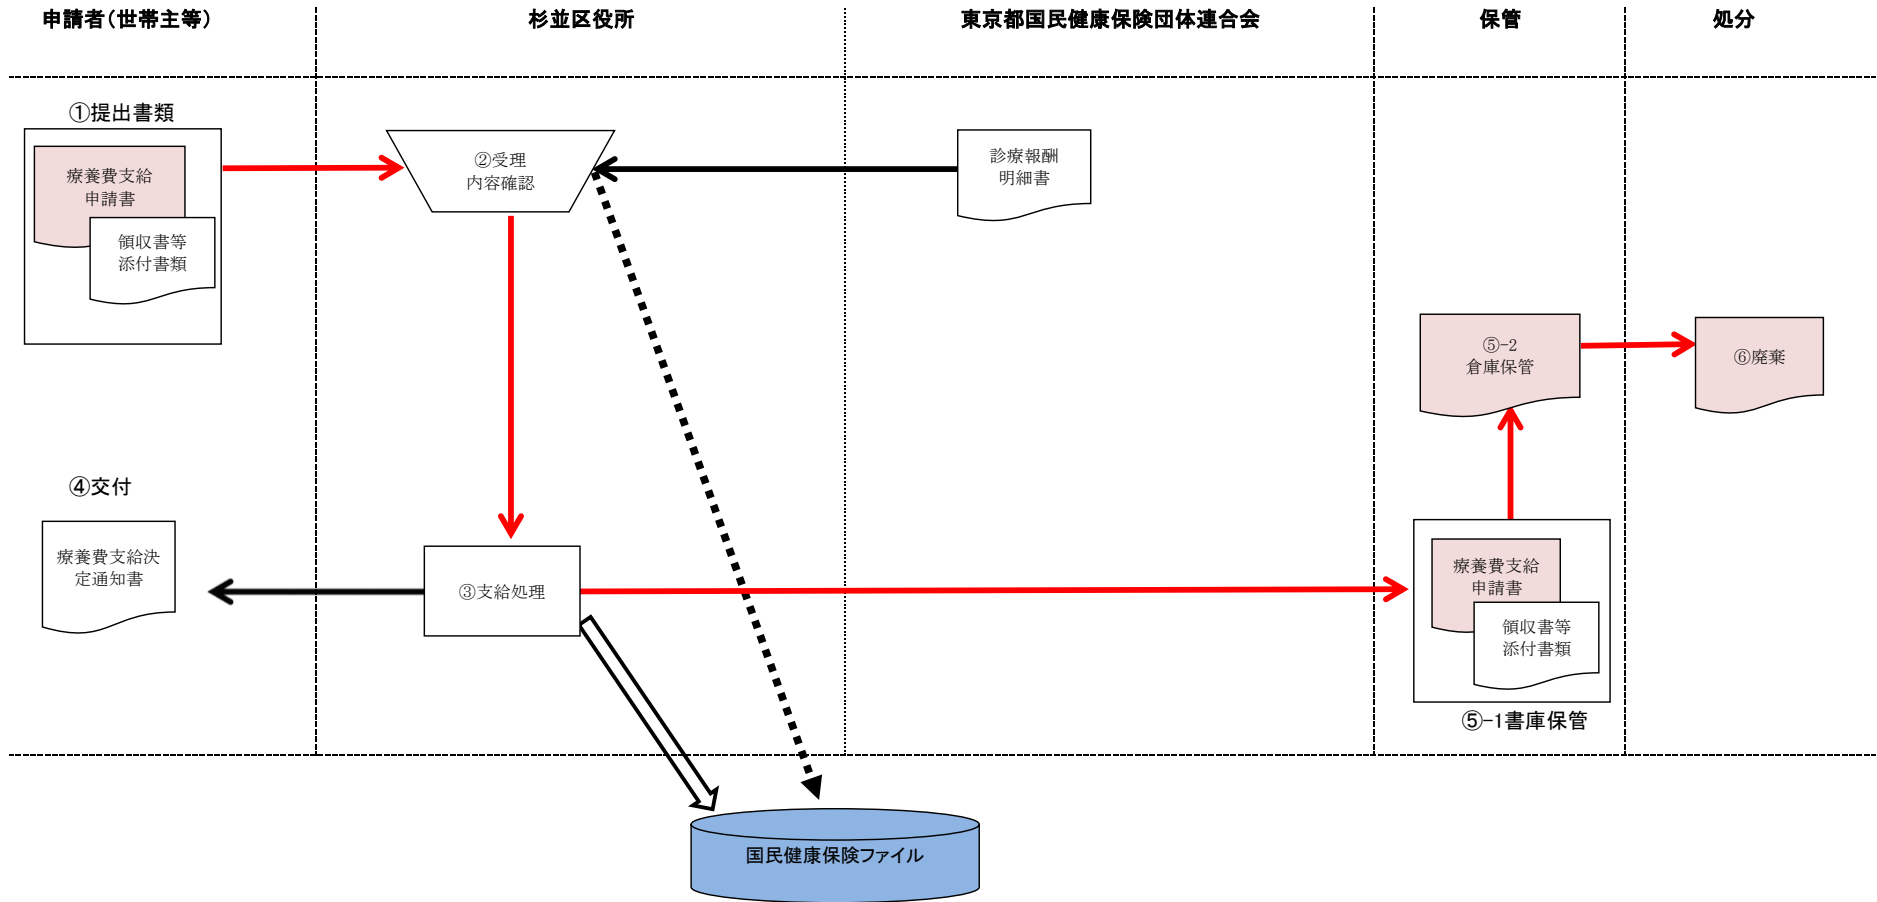 申請者(世帯主等)
杉並区役所
東京都国民健康保険団体連合会
保管
処分
①提出書類
療養費支給
申請書
領収書等
添付書類
②受理
内容確認
診療報酬
明細書
⑤-2
倉庫保管
⑥廃棄
④交付
療養費支給決
定通知書
③支給処理
療養費支給
申請書
領収書等
添付書類
⑤-1書庫保管
国民健康保険ファイル